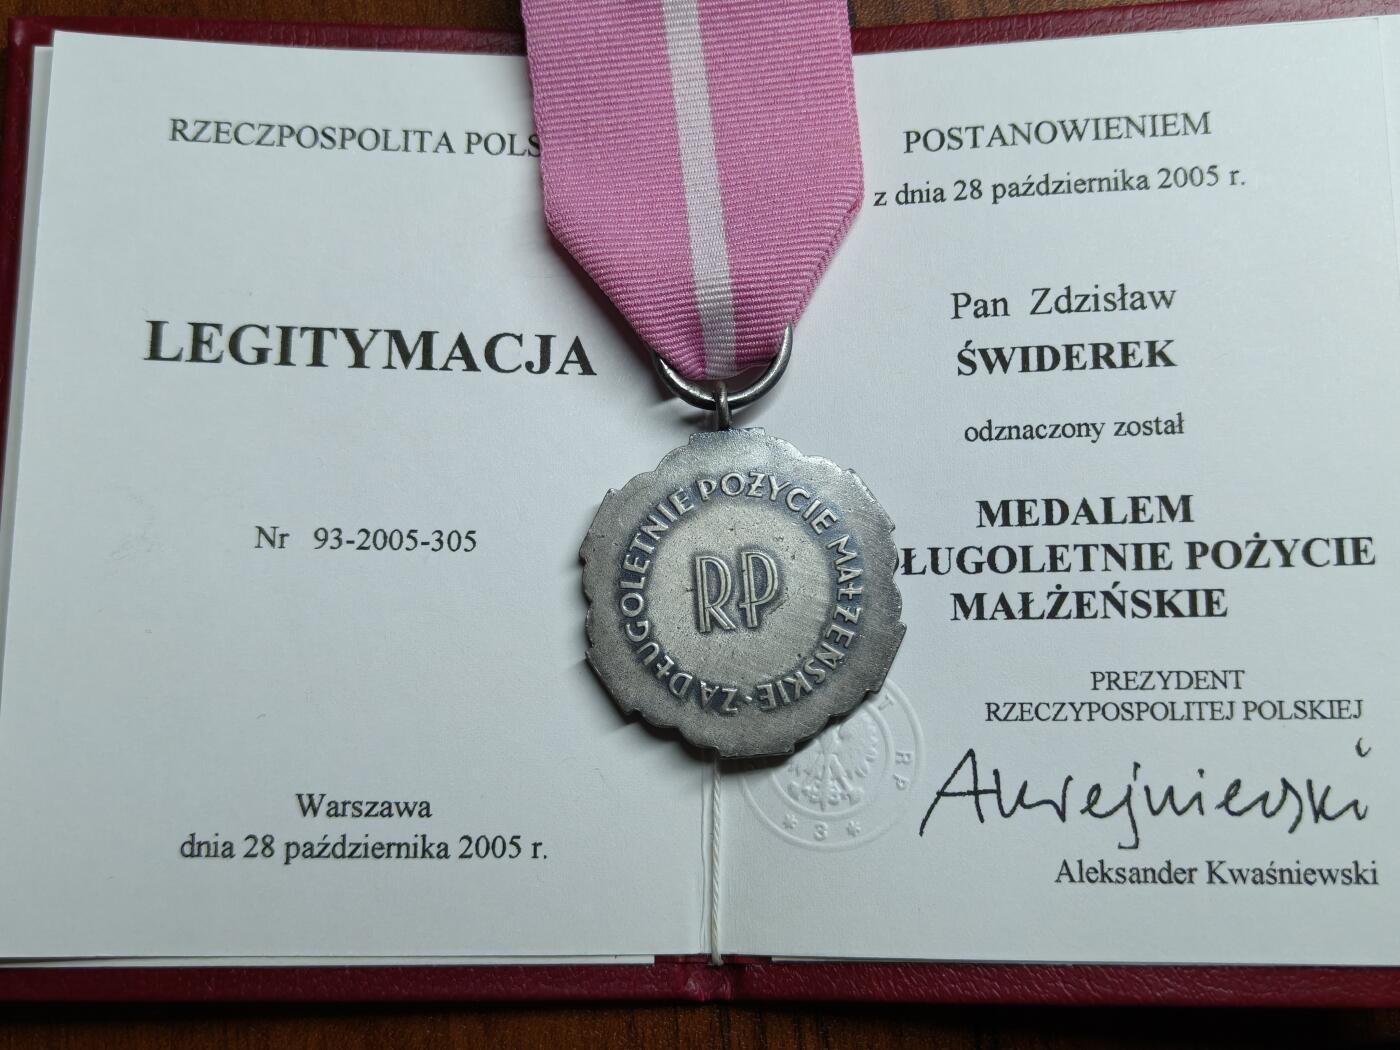 RZECZPOSPOLITA POLS
LEGITYMACJA
Nr 93-2005-305
Warszawa
dnia 28 października 2005 r.
POSTANOWIENIEM
z dnia 28 października 2005 r.
Pan Zdzisław
ŚWIDEREK
odznaczony został
MEDALEM
ŁUGOLETNIE POŻYCIE
MAŁŻEŃSKIE
PREZYDENT
RZECZYPOSPOLITEJ POLSKIEJ
Aleksander Kwaśniewski
ZA DŁUGOLETNIE POŻYCIE MAŁŻEŃSKIE
RP
* 3 *